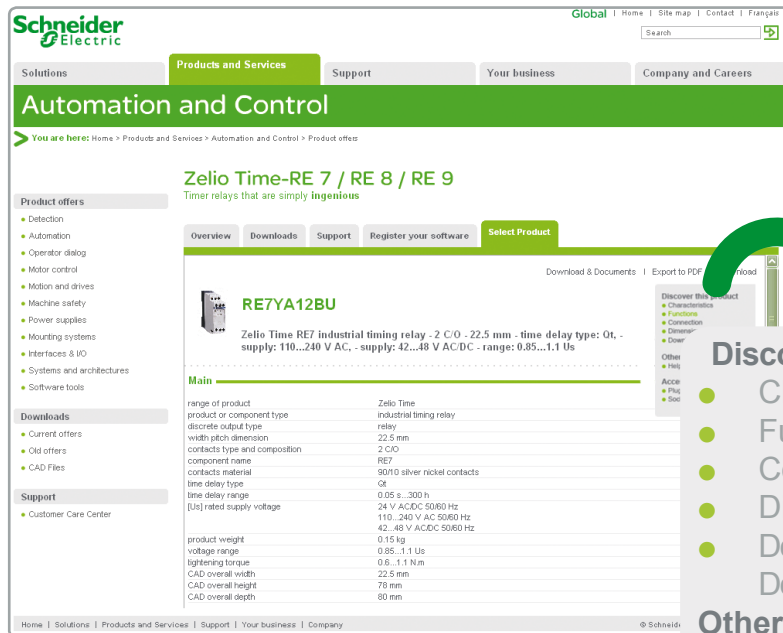 Global | Home | Site map | Contact | Français
Schneider
Electric
Search
Solutions
Products and Services
Support
Your business
Company and Careers
Automation and Control
You are here: Home > Products and Services > Automation and Control > Product offers
Zelio Time-RE 7 / RE 8 / RE 9
Timer relays that are simply ingenious
Product offers
Detection
Automation
Operator dialog
Motor control
Motion and drives
Machine safety
Power supplies
Mounting systems
Interfaces & I/O
Systems and architectures
Software tools
Downloads
Current offers
Old offers
CAD Files
Support
Customer Care Center
Overview
Downloads
Support
Register your software
Select Product
Download & Documents | Export to PDF
RE7YA12BU
Zelio Time RE7 industrial timing relay - 2 C/O - 22.5 mm - time delay type: Qt, -
supply: 110...240 V AC, - supply: 42...48 V AC/DC - range: 0.85...1.1 Us
Discover this product
Characteristics
Functions
Connection
Main
range of product Zelio Time
product or component type industrial timing relay
discrete output type relay
width pitch dimension 22.5 mm
contacts type and composition 2 C/O
component name RE7
contacts material 90/10 silver nickel contacts
time delay type Qt
time delay range 0.05 s...300 h
[Us] rated supply voltage 24 V AC/DC 50/60 Hz
110...240 V AC 50/60 Hz
42...48 V AC/DC 50/60 Hz
product weight 0.15 kg
voltage range 0.85...1.1 Us
tightening torque 0.6...1.1 N.m
CAD overall width 22.5 mm
CAD overall height 78 mm
CAD overall depth 80 mm
Home | Solutions | Products and Services | Support | Your business | Company
Other